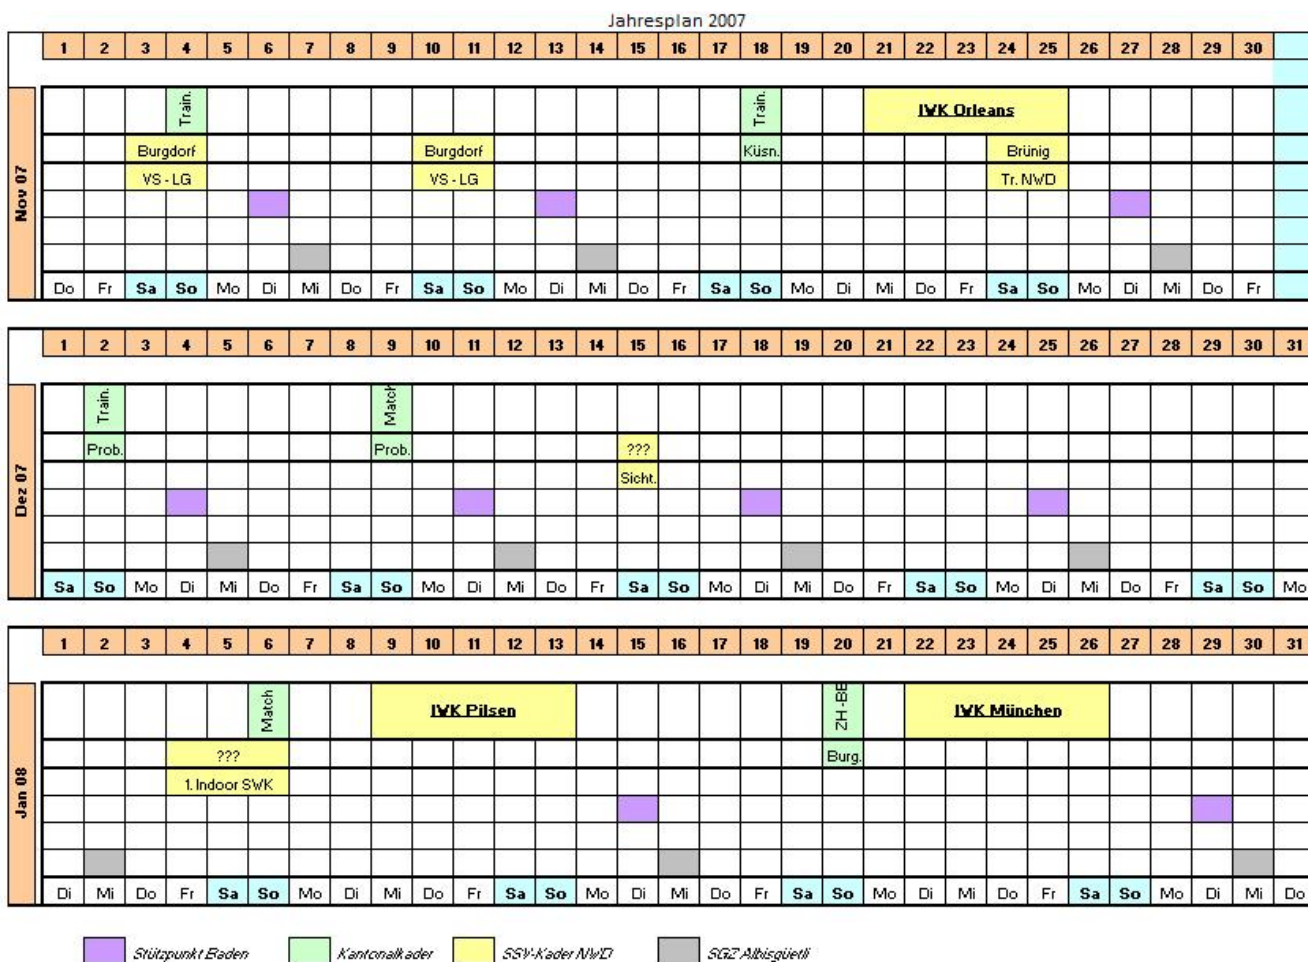 Jahresplan 2007
1 2 3 4 5 6 7 8 9 10 11 12 13 14 15 16 17 18 19 20 21 22 23 24 25 26 27 28 29 30
Nov 07
Train. Train. IWK Orleans
Burgdorf Burgdorf Küsn. Brünig
VS - LG VS - LG Tr. NWD
Do Fr Sa So Mo Di Mi Do Fr Sa So Mo Di Mi Do Fr Sa So Mo Di Mi Do Fr Sa So Mo Di Mi Do Fr
1 2 3 4 5 6 7 8 9 10 11 12 13 14 15 16 17 18 19 20 21 22 23 24 25 26 27 28 29 30 31
Dez 07
Train. Match
Prob. Prob. ???
Sicht.
Sa So Mo Di Mi Do Fr Sa So Mo Di Mi Do Fr Sa So Mo Di Mi Do Fr Sa So Mo Di Mi Do Fr Sa So Mo
1 2 3 4 5 6 7 8 9 10 11 12 13 14 15 16 17 18 19 20 21 22 23 24 25 26 27 28 29 30 31
Jan 08
Match IWK Pilsen ZH -BE IWK München
??? Burg.
1. Indoor SWK
Di Mi Do Fr Sa So Mo Di Mi Do Fr Sa So Mo Di Mi Do Fr Sa So Mo Di Mi Do Fr Sa So Mo Di Mi Do
Stützpunkt Baden Kantonalkader SSV-Kader NWD SGZ Albisgüetli